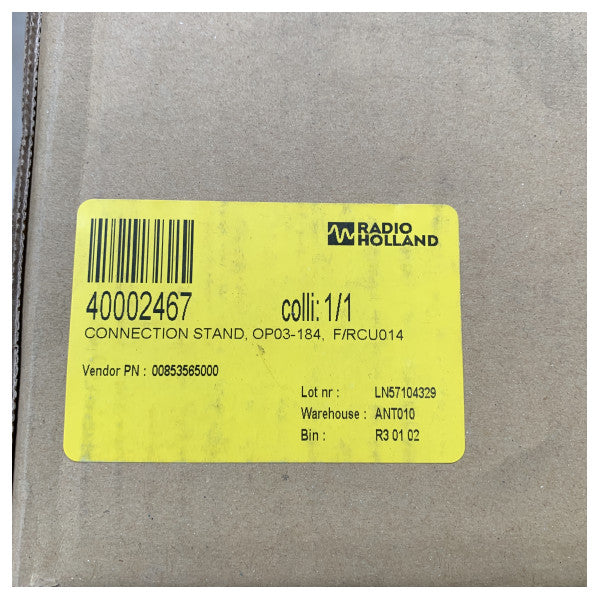 RADIO
HOLLAND
40002467 colli: 1/1
CONNECTION STAND, OP03-184, F/RCU014
Vendor PN : 00853565000
Lot nr : LN57104329
Warehouse : ANT010
Bin : R3 01 02